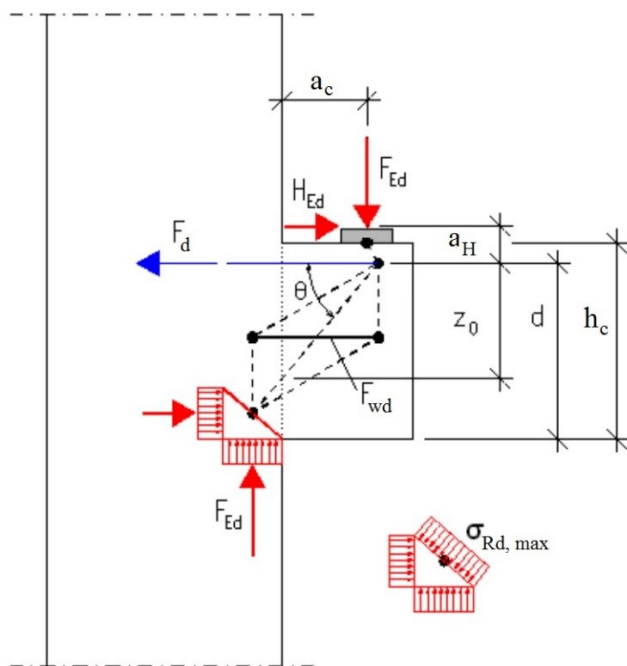 a_c
F_Ed
H_Ed
F_d
a_H
θ
z_0
d
h_c
F_wd
F_Ed
σ_Rd, max